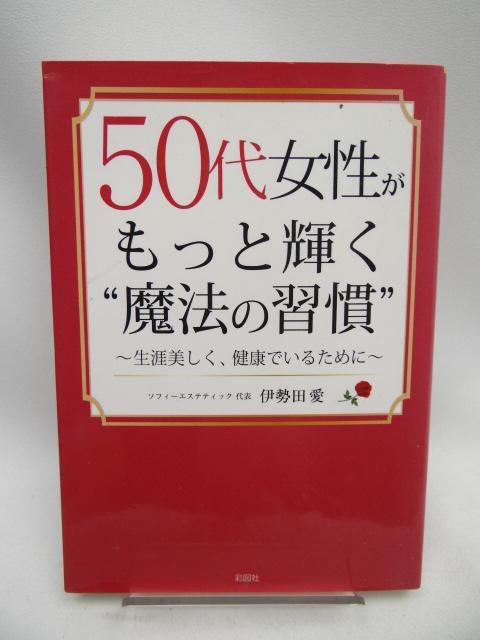 50代女性が
もっと輝く
“魔法の習慣”
～生涯美しく、健康でいるために～
ソフィーエステティック 代表 伊勢田 愛
彩図社